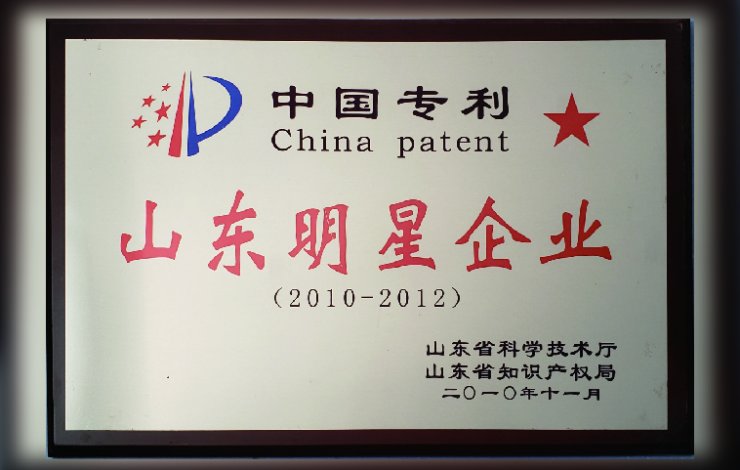 中国专利
China patent
山东明星企业
(2010-2012)
山东省科学技术厅
山东省知识产权局
二〇一〇年十一月